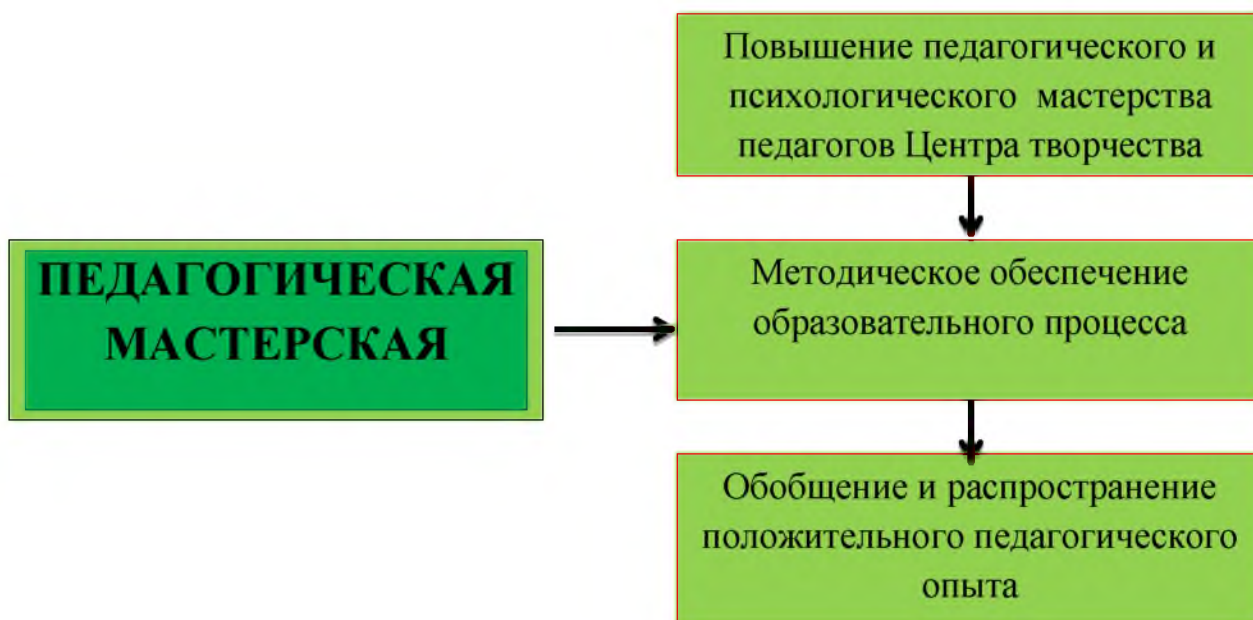 Повышение педагогического и
психологического мастерства
педагогов Центра творчества
ПЕДАГОГИЧЕСКАЯ
МАСТЕРСКАЯ
Методическое обеспечение
образовательного процесса
Обобщение и распространение
положительного педагогического
опыта